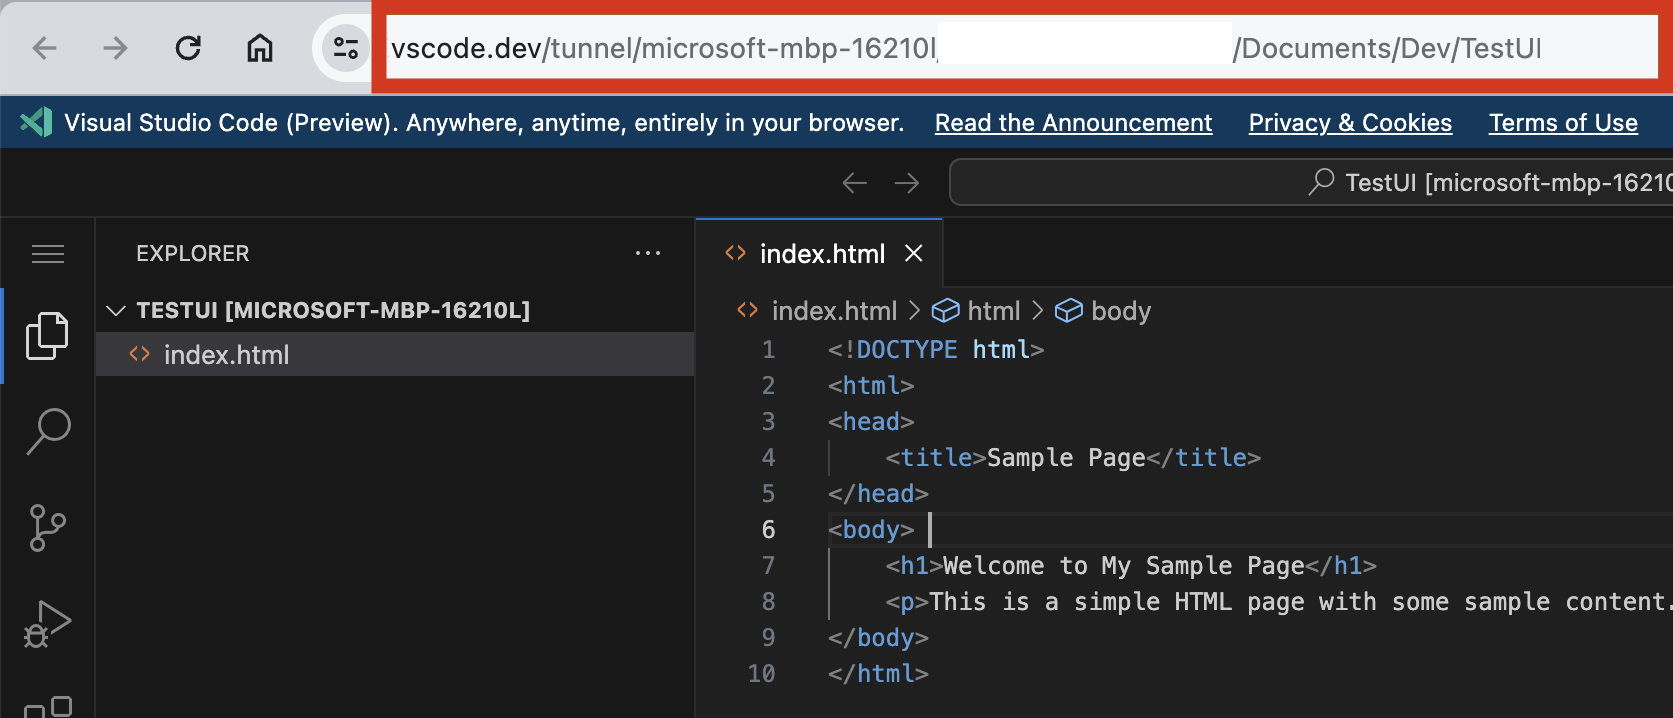 vscode.dev/tunnel/microsoft-mbp-16210l /Documents/Dev/TestUI
Visual Studio Code (Preview). Anywhere, anytime, entirely in your browser. Read the Announcement Privacy & Cookies Terms of Use
TestUI [microsoft-mbp-16210
EXPLORER
TESTUI [MICROSOFT-MBP-16210L]
index.html
index.html
index.html > html > body
1 <!DOCTYPE html>
2 <html>
3 <head>
4 <title>Sample Page</title>
5 </head>
6 <body>
7 <h1>Welcome to My Sample Page</h1>
8 <p>This is a simple HTML page with some sample content.
9 </body>
10 </html>